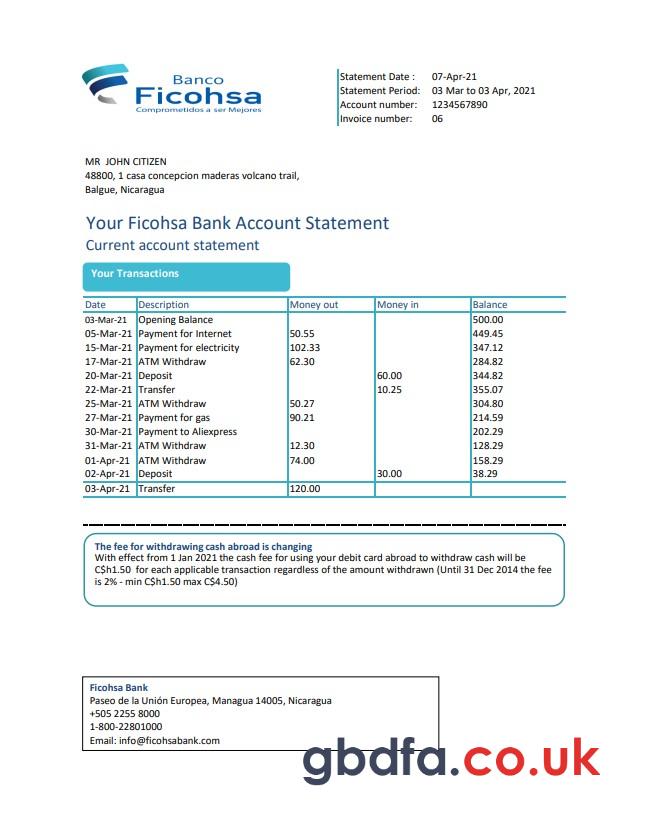 Banco
Ficohsa
Comprometidos a ser Mejores
Statement Date : 07-Apr-21
Statement Period: 03 Mar to 03 Apr, 2021
Account number: 1234567890
Invoice number: 06
MR JOHN CITIZEN
48800, 1 casa concepcion maderas volcano trail,
Balgue, Nicaragua
Your Ficohsa Bank Account Statement
Current account statement
Your Transactions
Date Description Money out Money in Balance
03-Mar-21 Opening Balance 500.00
05-Mar-21 Payment for Internet 50.55 449.45
15-Mar-21 Payment for electricity 102.33 347.12
17-Mar-21 ATM Withdraw 62.30 284.82
20-Mar-21 Deposit 60.00 344.82
22-Mar-21 Transfer 10.25 355.07
25-Mar-21 ATM Withdraw 50.27 304.80
27-Mar-21 Payment for gas 90.21 214.59
30-Mar-21 Payment to Aliexpress 202.29
31-Mar-21 ATM Withdraw 12.30 128.29
01-Apr-21 ATM Withdraw 74.00 158.29
02-Apr-21 Deposit 30.00 38.29
03-Apr-21 Transfer 120.00
The fee for withdrawing cash abroad is changing
With effect from 1 Jan 2021 the cash fee for using your debit card abroad to withdraw cash will be
C$h1.50 for each applicable transaction regardless of the amount withdrawn (Until 31 Dec 2014 the fee
is 2% - min C$h1.50 max C$4.50)
Ficohsa Bank
Paseo de la Unión Europea, Managua 14005, Nicaragua
+505 2255 8000
1-800-22801000
Email: info@ficohsabank.com
gbdfa.co.uk